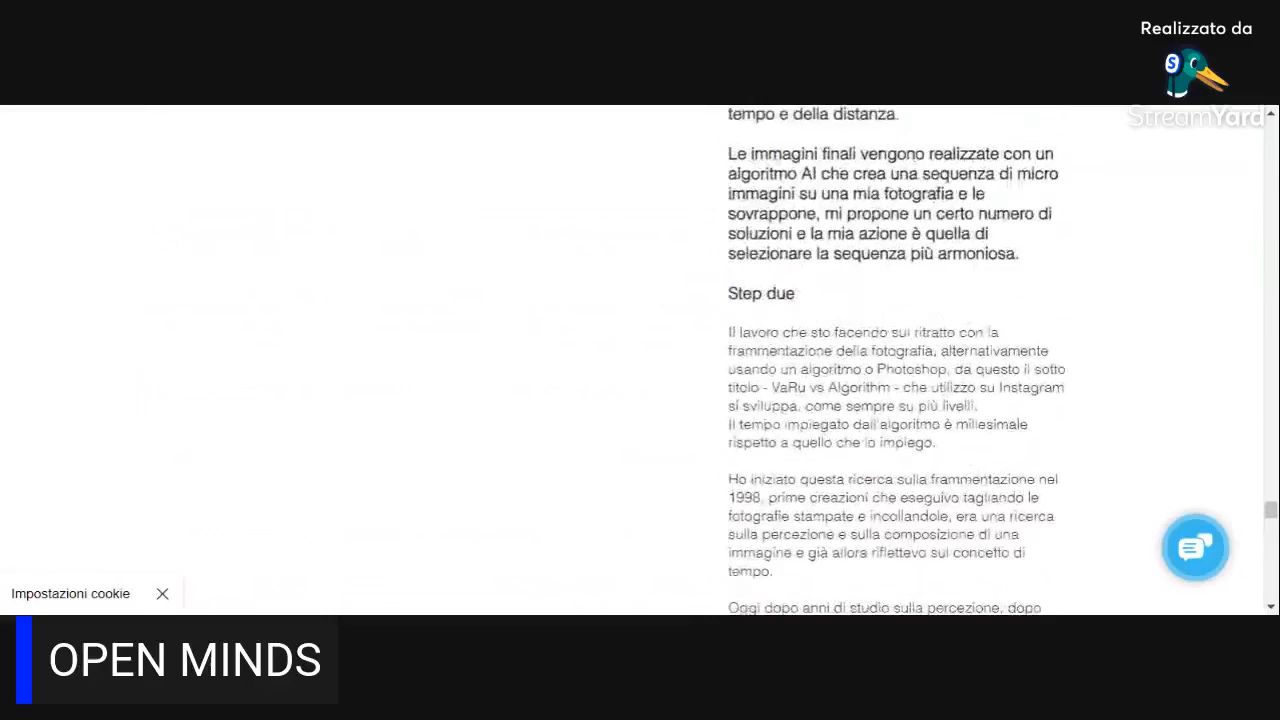 Realizzato da
StreamYard
tempo e della distanza.
Le immagini finali vengono realizzate con un
algoritmo AI che crea una sequenza di micro
immagini su una mia fotografia e le
sovrappone, mi propone un certo numero di
soluzioni e la mia azione è quella di
selezionare la sequenza più armoniosa.
Step due
Il lavoro che sto facendo sul ritratto con la
frammentazione della fotografia, alternativamente
usando un algoritmo o Photoshop, da questo il sotto
titolo - VaRu vs Algorithm - che utilizzo su Instagram
si sviluppa, come sempre su più livelli.
Il tempo impiegato dall'algoritmo è millesimale
rispetto a quello che io impiego.
Ho iniziato questa ricerca sulla frammentazione nel
1998, prime creazioni che eseguivo tagliando le
fotografie stampate e incollandole, era una ricerca
sulla percezione e sulla composizione di una
immagine e già allora riflettevo sul concetto di
tempo.
Oggi dopo anni di studio sulla percezione, dopo
Impostazioni cookie
OPEN MINDS